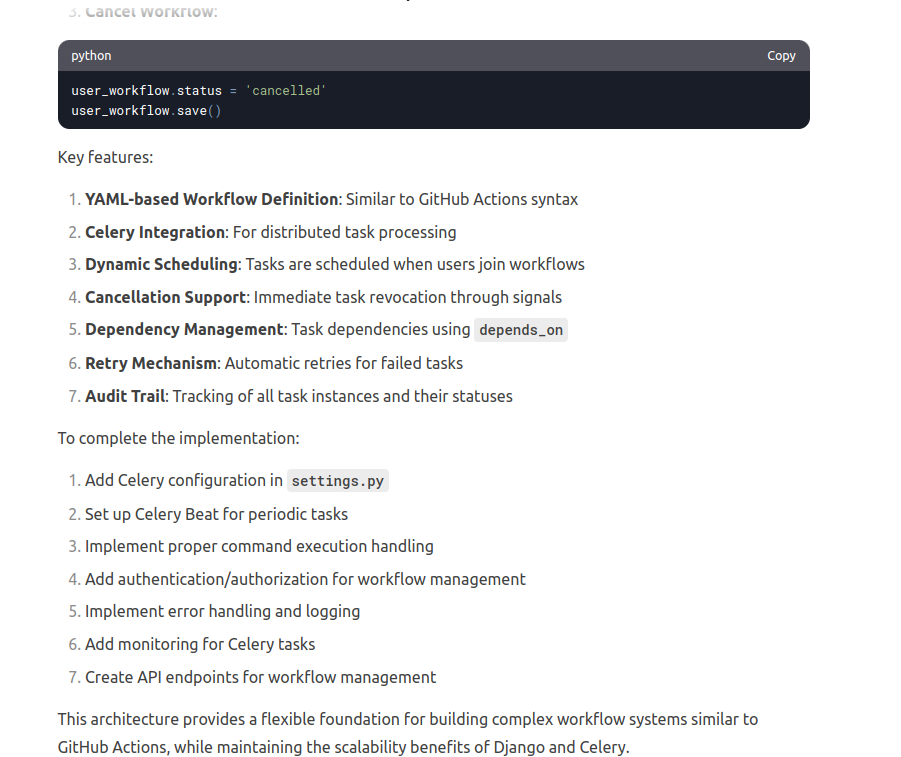 3. Cancel Workflow:
python
Copy
user_workflow.status = 'cancelled'
user_workflow.save()
Key features:
1. YAML-based Workflow Definition: Similar to GitHub Actions syntax
2. Celery Integration: For distributed task processing
3. Dynamic Scheduling: Tasks are scheduled when users join workflows
4. Cancellation Support: Immediate task revocation through signals
5. Dependency Management: Task dependencies using depends_on
6. Retry Mechanism: Automatic retries for failed tasks
7. Audit Trail: Tracking of all task instances and their statuses
To complete the implementation:
1. Add Celery configuration in settings.py
2. Set up Celery Beat for periodic tasks
3. Implement proper command execution handling
4. Add authentication/authorization for workflow management
5. Implement error handling and logging
6. Add monitoring for Celery tasks
7. Create API endpoints for workflow management
This architecture provides a flexible foundation for building complex workflow systems similar to
GitHub Actions, while maintaining the scalability benefits of Django and Celery.